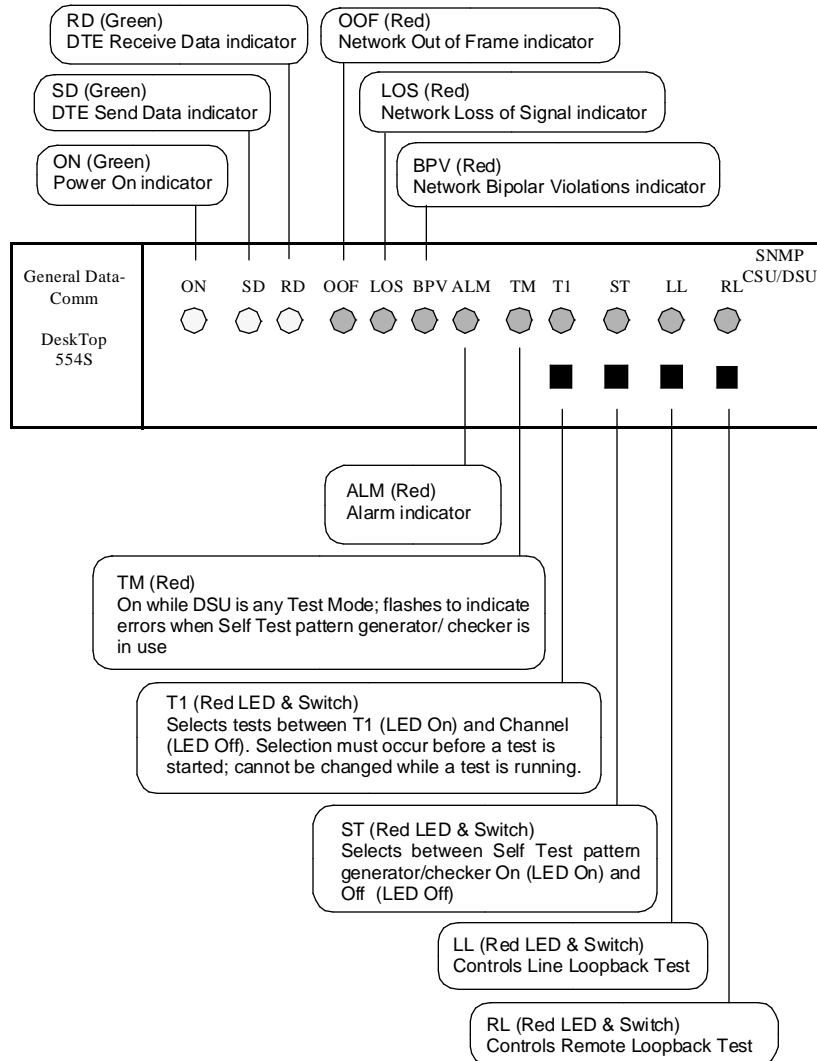 RD (Green)
DTE Receive Data indicator
OOF (Red)
Network Out of Frame indicator
SD (Green)
DTE Send Data indicator
LOS (Red)
Network Loss of Signal indicator
ON (Green)
Power On indicator
BPV (Red)
Network Bipolar Violations indicator
General Data-
Comm
DeskTop
554S
ON SD RD OOF LOS BPV ALM TM T1 ST LL RL
SNMP
CSU/DSU
ALM (Red)
Alarm indicator
TM (Red)
On while DSU is any Test Mode; flashes to indicate
errors when Self Test pattern generator/ checker is
in use
T1 (Red LED & Switch)
Selects tests between T1 (LED On) and Channel
(LED Off). Selection must occur before a test is
started; cannot be changed while a test is running.
ST (Red LED & Switch)
Selects between Self Test pattern
generator/checker On (LED On) and
Off (LED Off)
LL (Red LED & Switch)
Controls Line Loopback Test
RL (Red LED & Switch)
Controls Remote Loopback Test